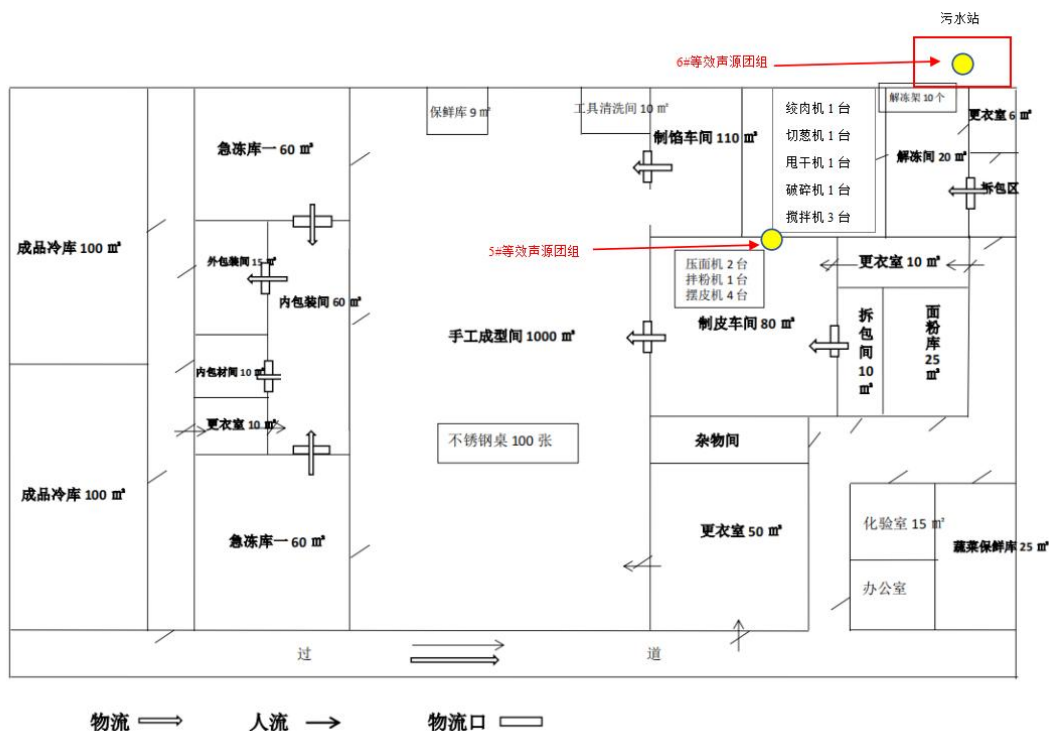 污水站
6#等效声源团组
保鲜库 9 ㎡
工具清洗间 10 ㎡
绞肉机 1 台
切葱机 1 台
甩干机 1 台
破碎机 1 台
搅拌机 3 台
解冻架 10 个
更衣室 6 ㎡
急冻库一 60 ㎡
制馅车间 110 ㎡
解冻间 20 ㎡
拆包区
成品冷库 100 ㎡
5#等效声源团组
外包装间 15 ㎡
内包装间 60 ㎡
压面机 2 台
拌粉机 1 台
摆皮机 4 台
更衣室 10 ㎡
手工成型间 1000 ㎡
制皮车间 80 ㎡
拆包间 10 ㎡
面粉库 25 ㎡
内包材间 10 ㎡
更衣室 10 ㎡
不锈钢桌 100 张
杂物间
成品冷库 100 ㎡
急冻库一 60 ㎡
更衣室 50 ㎡
化验室 15 ㎡
蔬菜保鲜库 25 ㎡
办公室
过 道
物流
人流
物流口